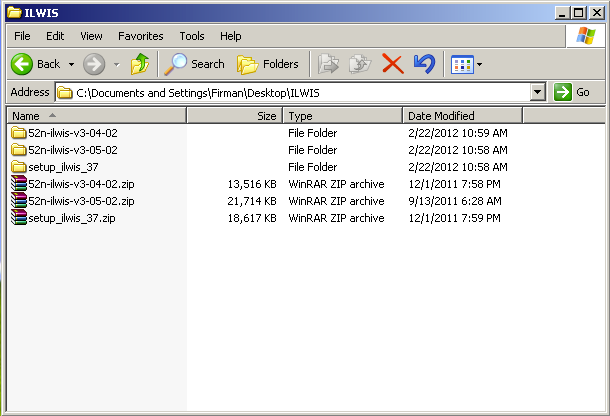 ILWIS
File Edit View Favorites Tools Help
Back Search Folders
Address C:\Documents and Settings\Firman\Desktop\ILWIS Go
Name Size Type Date Modified
52n-ilwis-v3-04-02 File Folder 2/22/2012 10:59 AM
52n-ilwis-v3-05-02 File Folder 2/22/2012 10:58 AM
setup_ilwis_37 File Folder 2/22/2012 10:58 AM
52n-ilwis-v3-04-02.zip 13,516 KB WinRAR ZIP archive 12/1/2011 7:58 PM
52n-ilwis-v3-05-02.zip 21,714 KB WinRAR ZIP archive 9/13/2011 6:28 AM
setup_ilwis_37.zip 18,617 KB WinRAR ZIP archive 12/1/2011 7:59 PM